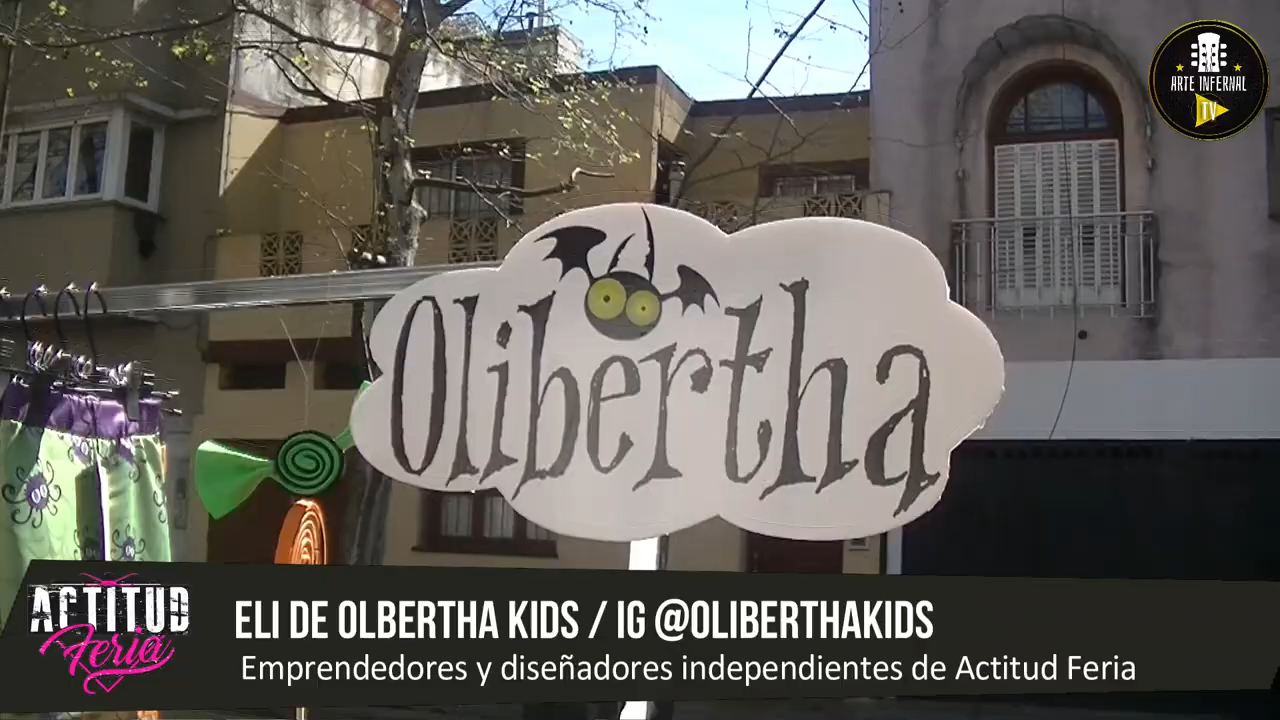 ARTE INFERNAL
TV
Olibertha
ACTITUD
Feria
ELI DE OLBERTHA KIDS / IG @OLIBERTHAKIDS
Emprendedores y diseñadores independientes de Actitud Feria